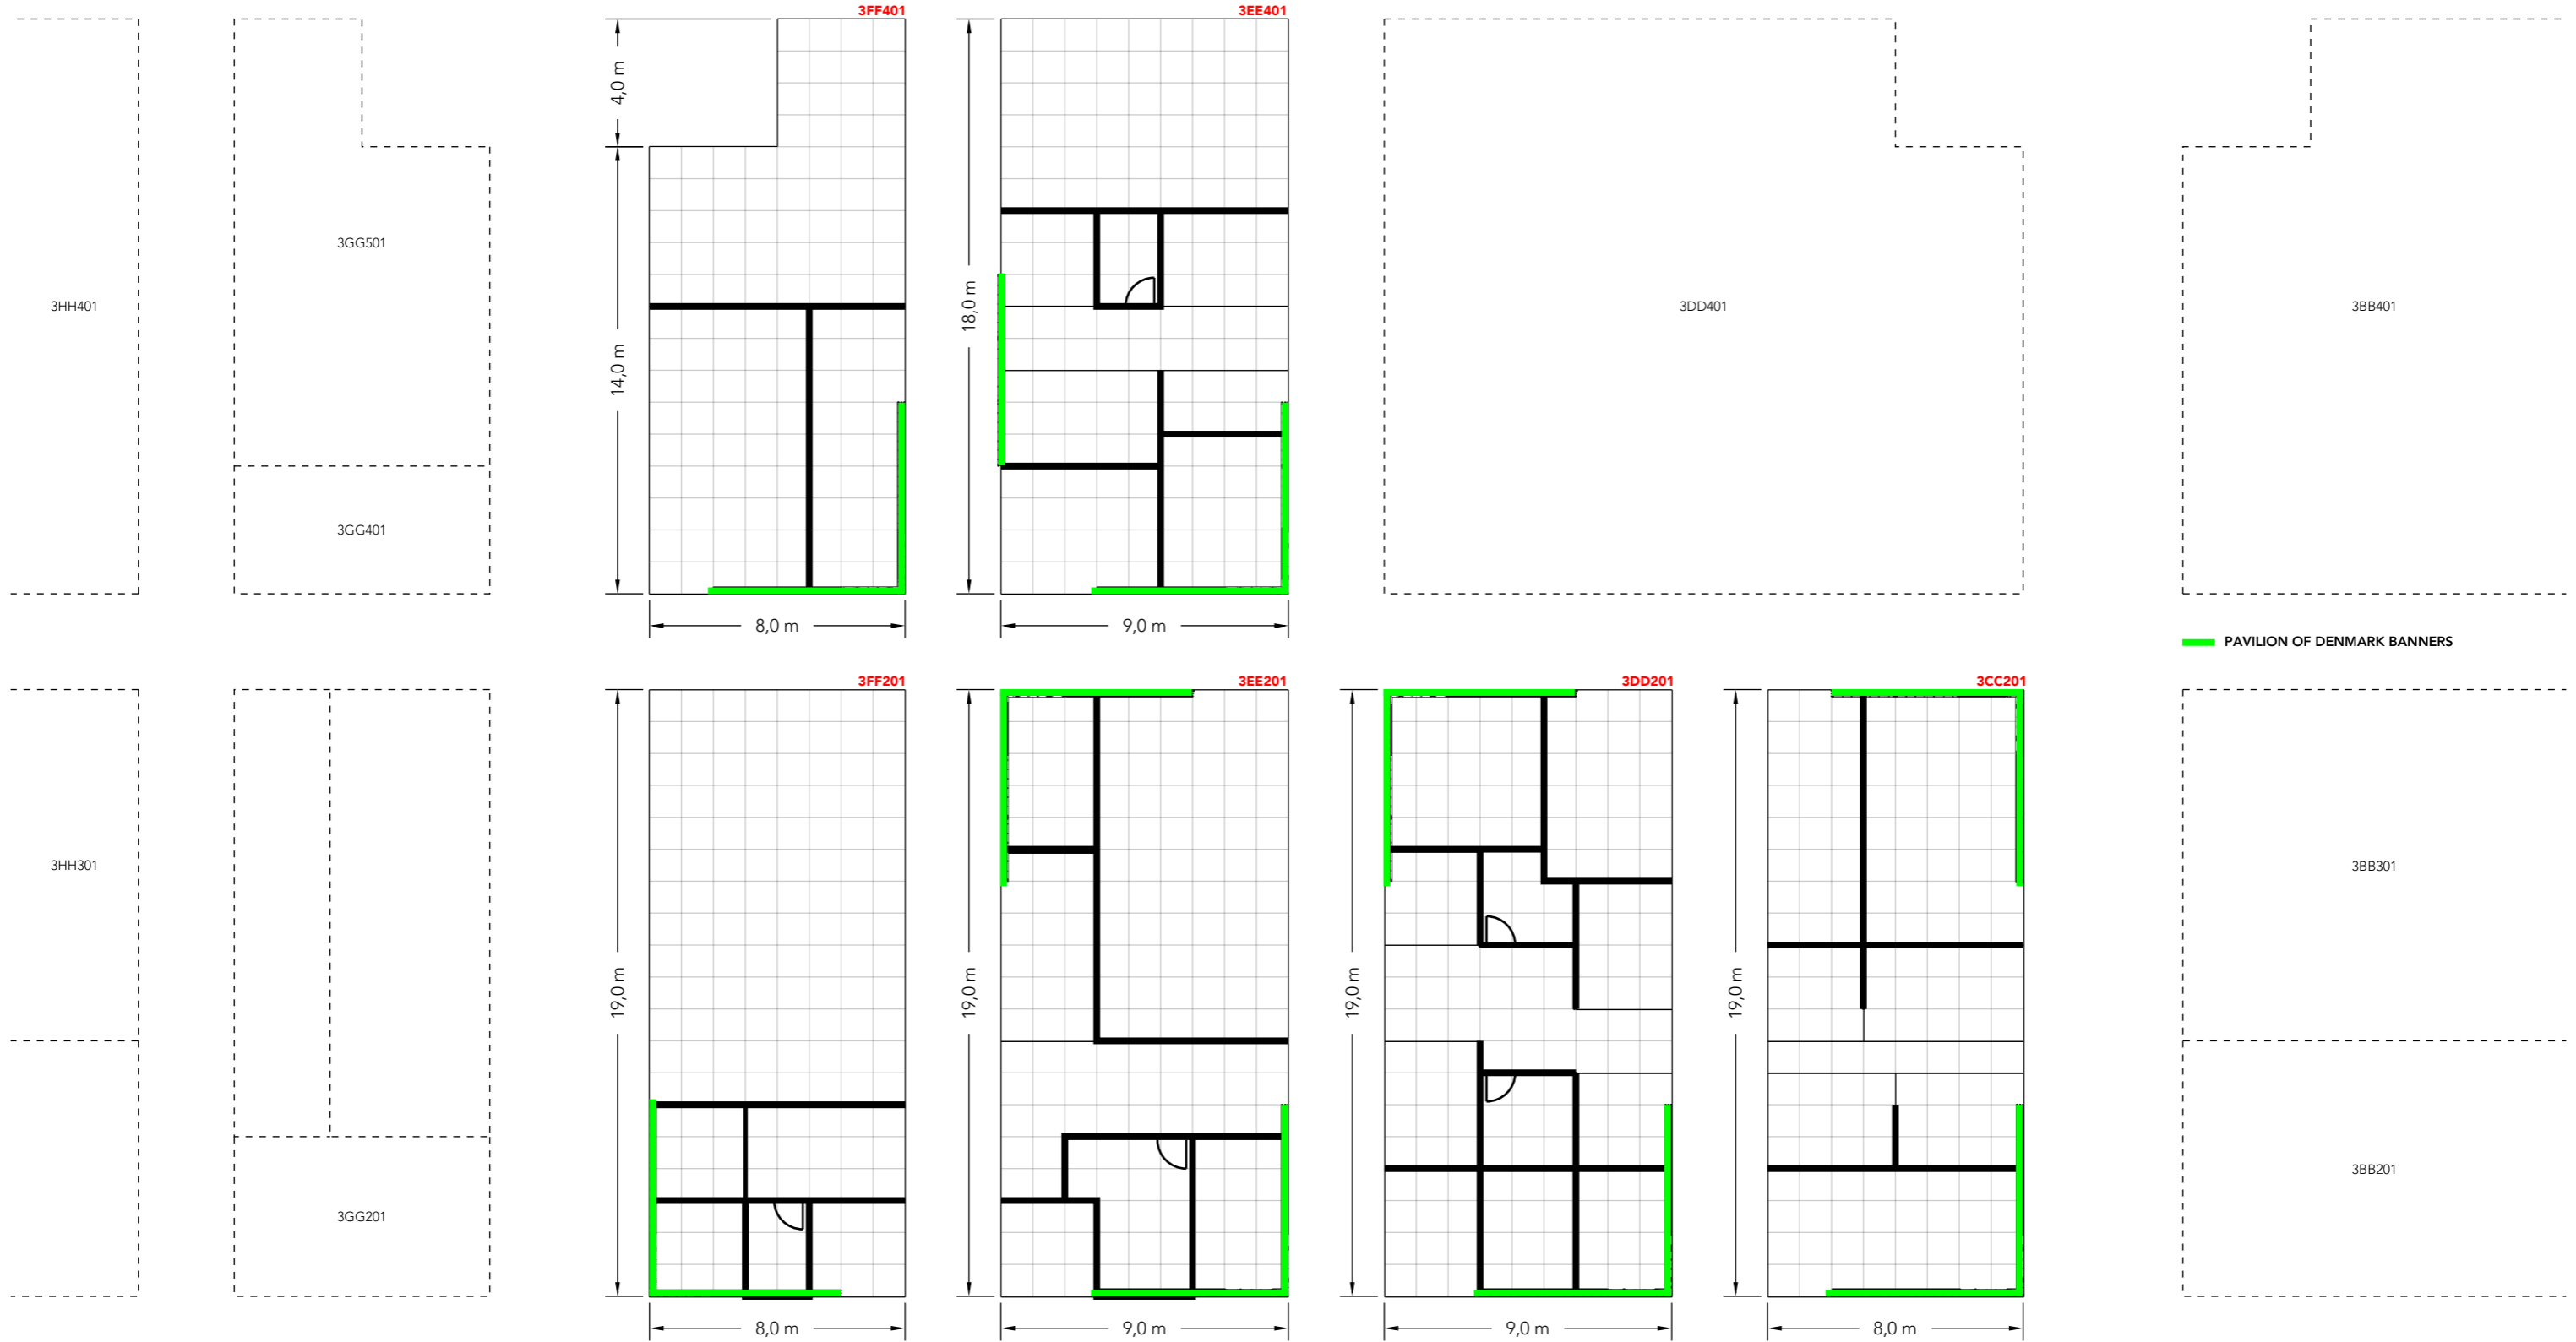 3FF401
3EE401
4,0 m
3GG501
3HH401
18,0 m
3DD401
3BB401
14,0 m
3GG401
8,0 m
9,0 m
PAVILION OF DENMARK BANNERS
3FF201
3EE201
3DD201
3CC201
3HH301
3BB301
19,0 m
19,0 m
19,0 m
19,0 m
3BB201
3GG201
8,0 m
9,0 m
9,0 m
8,0 m